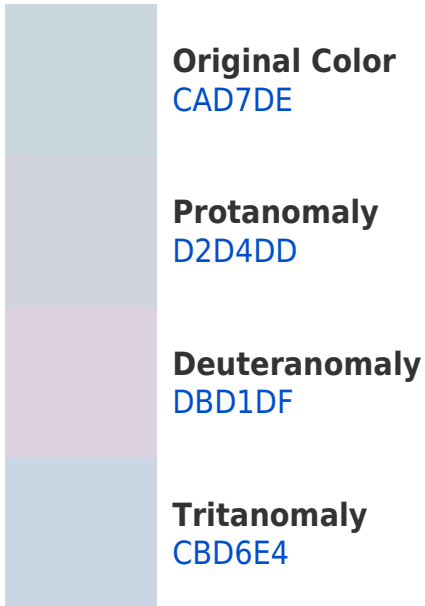 Original Color
CAD7DE
Protanomaly
D2D4DD
Deuteranomaly
DBD1DF
Tritanomaly
CBD6E4